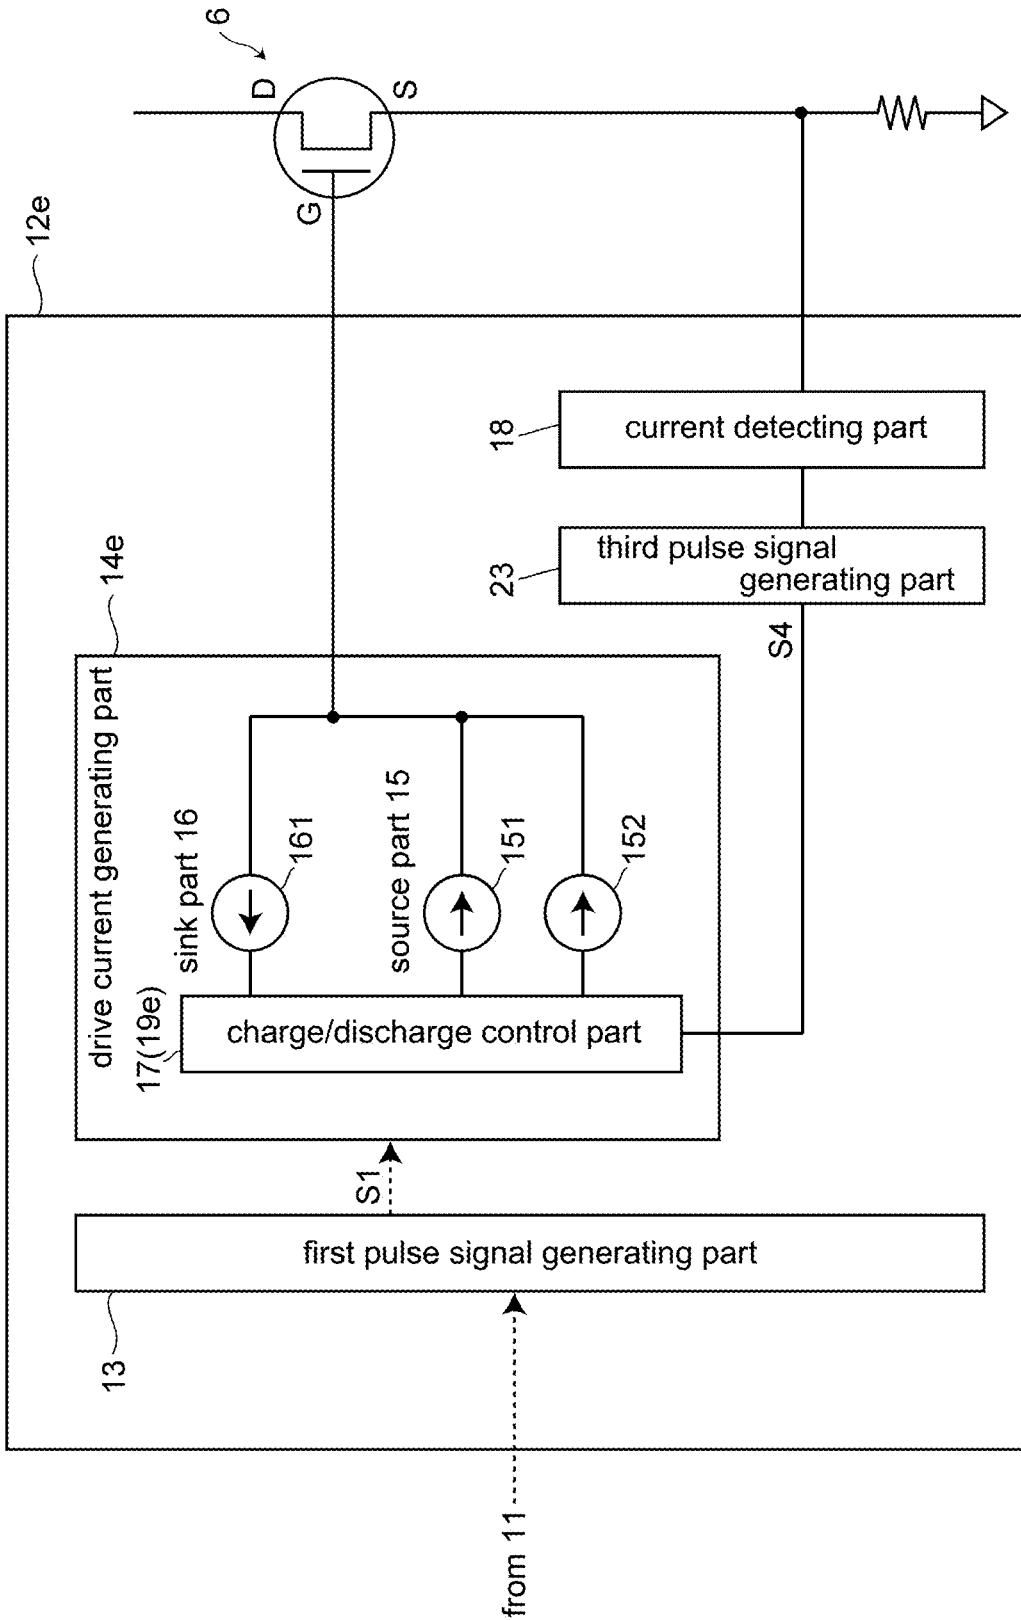 6
D
S
G
12e
18
current detecting part
23
third pulse signal
generating part
S4
14e
drive current generating part
sink part 16
161
source part 15
151
152
17(19e)
charge/discharge control part
S1
first pulse signal generating part
13
from 11